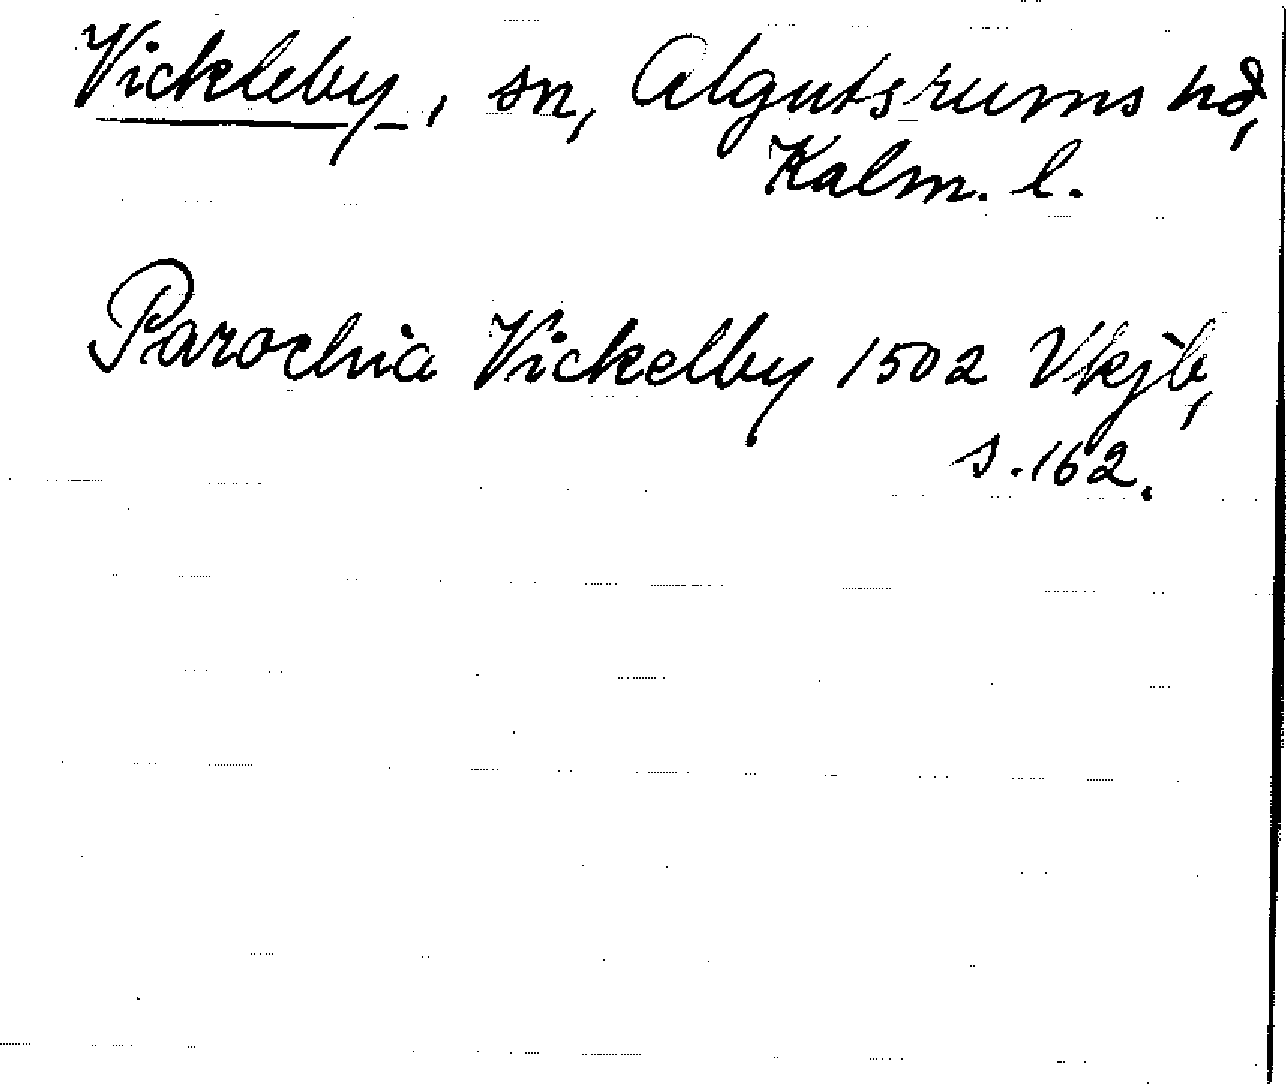 Vickleby, sn, Algutsrums hd,
Kalm. l.
Parochia Vickelby 1502 Vkjb,
s. 162.